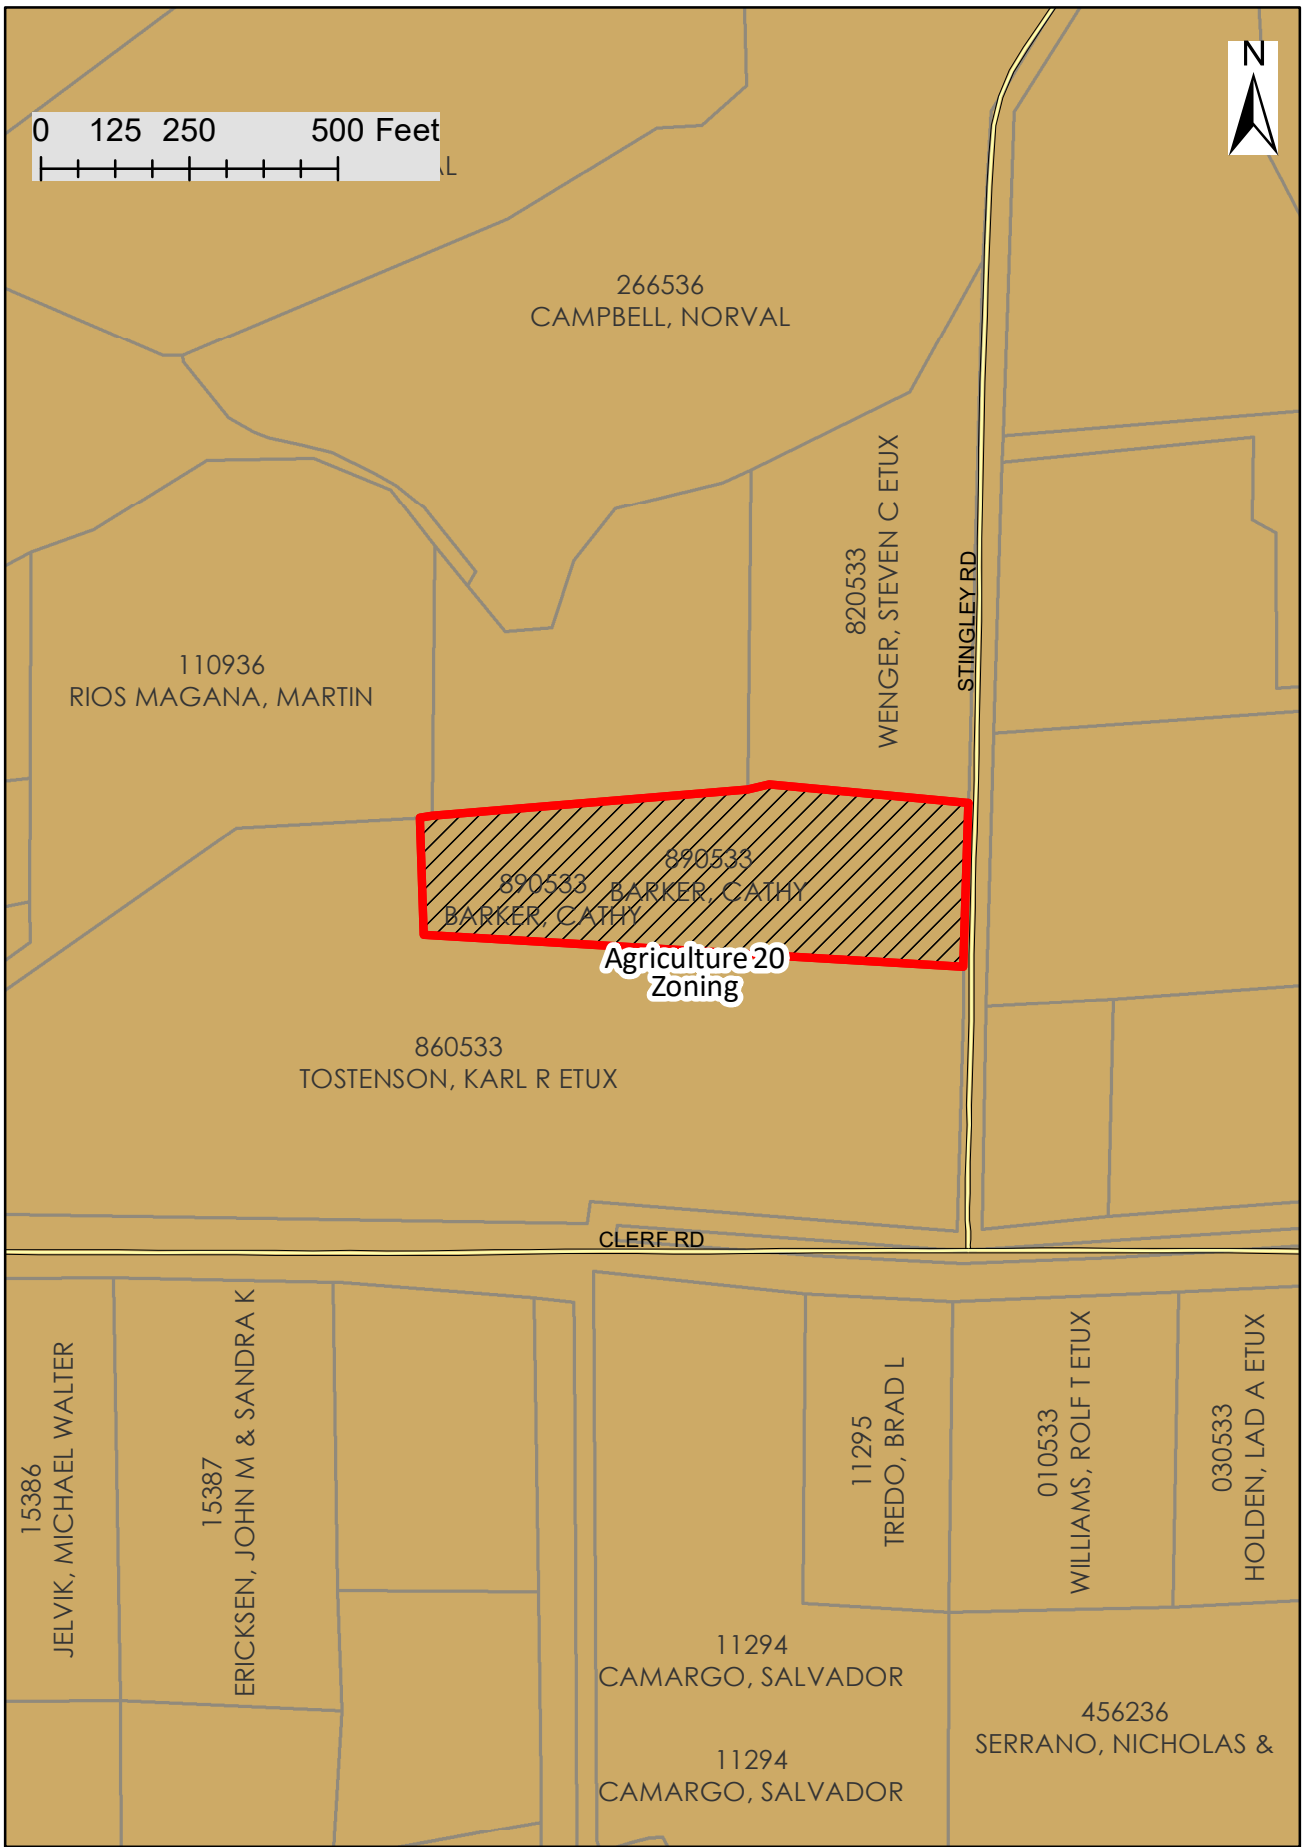 N
0 125 250 500 Feet
AL
266536
CAMPBELL, NORVAL
820533
WENGER, STEVEN C ETUX
STINGLEY RD
110936
RIOS MAGANA, MARTIN
890533
BARKER, CATHY
890533
BARKER, CATHY
Agriculture 20
Zoning
860533
TOSTENSON, KARL R ETUX
CLERF RD
15386
JELVIK, MICHAEL WALTER
15387
ERICKSEN, JOHN M & SANDRA K
11295
TREDO, BRAD L
010533
WILLIAMS, ROLF T ETUX
030533
HOLDEN, LAD A ETUX
11294
CAMARGO, SALVADOR
456236
SERRANO, NICHOLAS &
11294
CAMARGO, SALVADOR